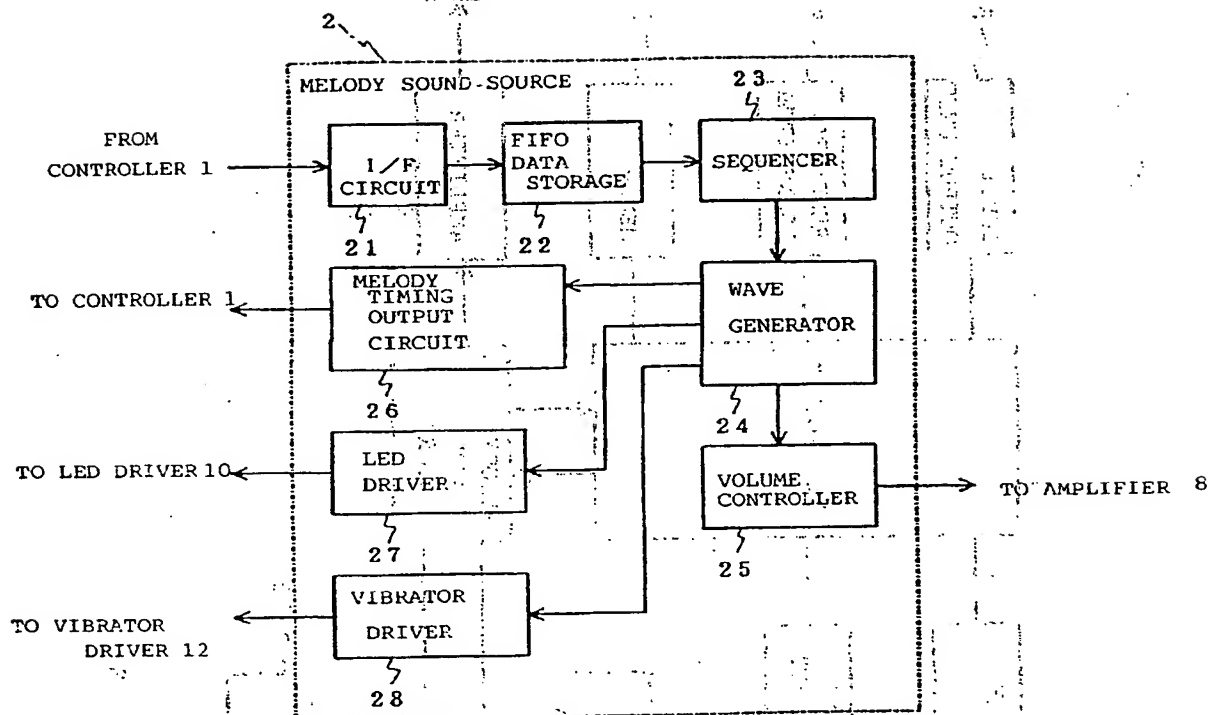 2
MELODY SOUND SOURCE
23
FROM
CONTROLLER 1
I/F
CIRCUIT
FIFO
DATA
STORAGE
SEQUENCER
21
22
TO CONTROLLER 1
MELODY
TIMING
OUTPUT
CIRCUIT
WAVE
GENERATOR
26
24
TO LED DRIVER 10
LED
DRIVER
VOLUME
CONTROLLER
TO AMPLIFIER 8
27
25
TO VIBRATOR
DRIVER 12
VIBRATOR
DRIVER
28